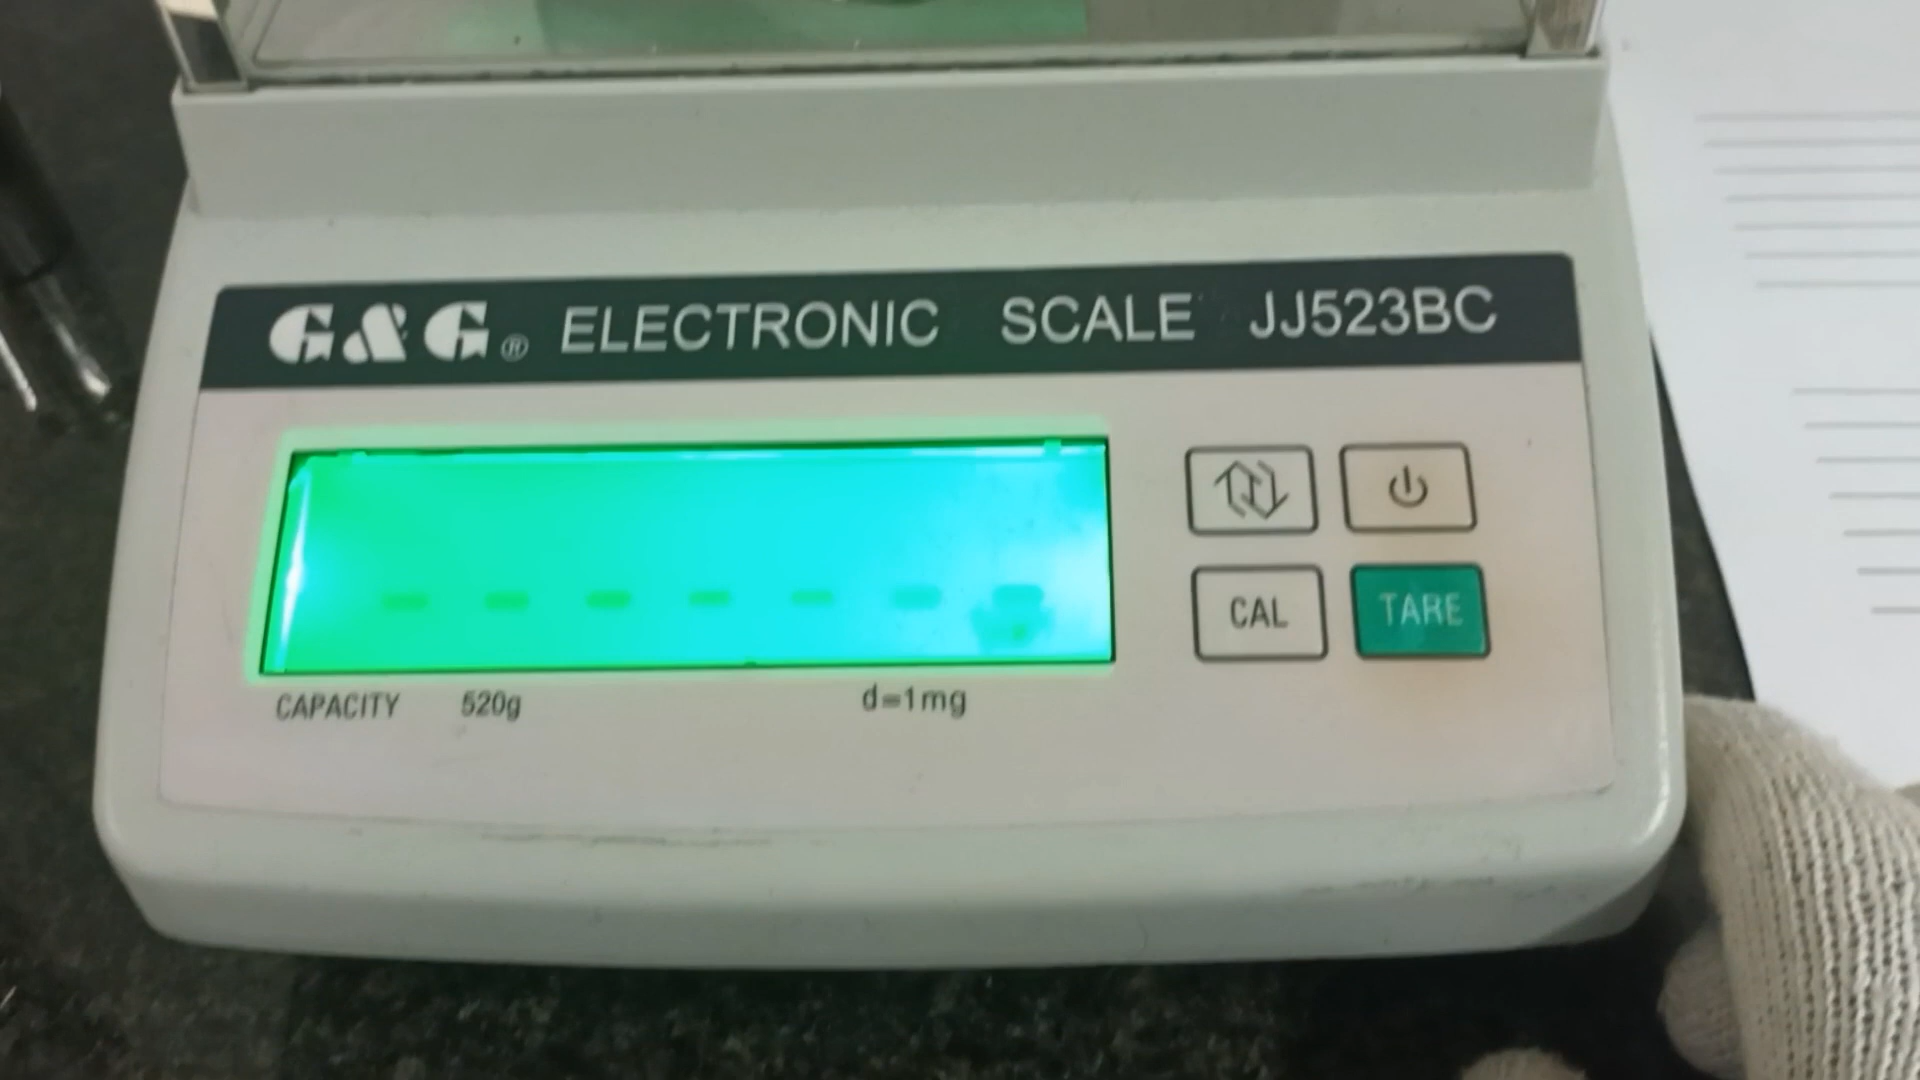 G&G® ELECTRONIC SCALE JJ523BC
- - - - - - -
CAL TARE
CAPACITY 520g d=1mg